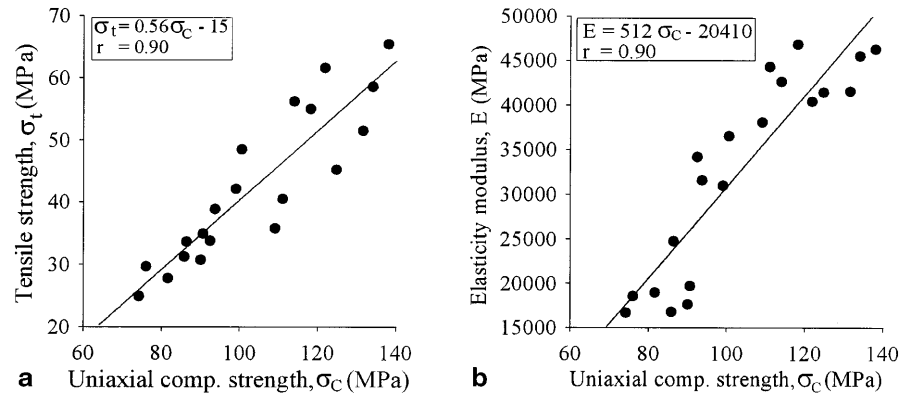 σt = 0.56σC - 15
r = 0.90
Tensile strength, σt (MPa)
70
60
50
40
30
20
60 80 100 120 140
a Uniaxial comp. strength, σC (MPa)
E = 512 σC - 20410
r = 0.90
Elasticity modulus, E (MPa)
50000
45000
40000
35000
30000
25000
20000
15000
60 80 100 120 140
b Uniaxial comp. strength, σC (MPa)